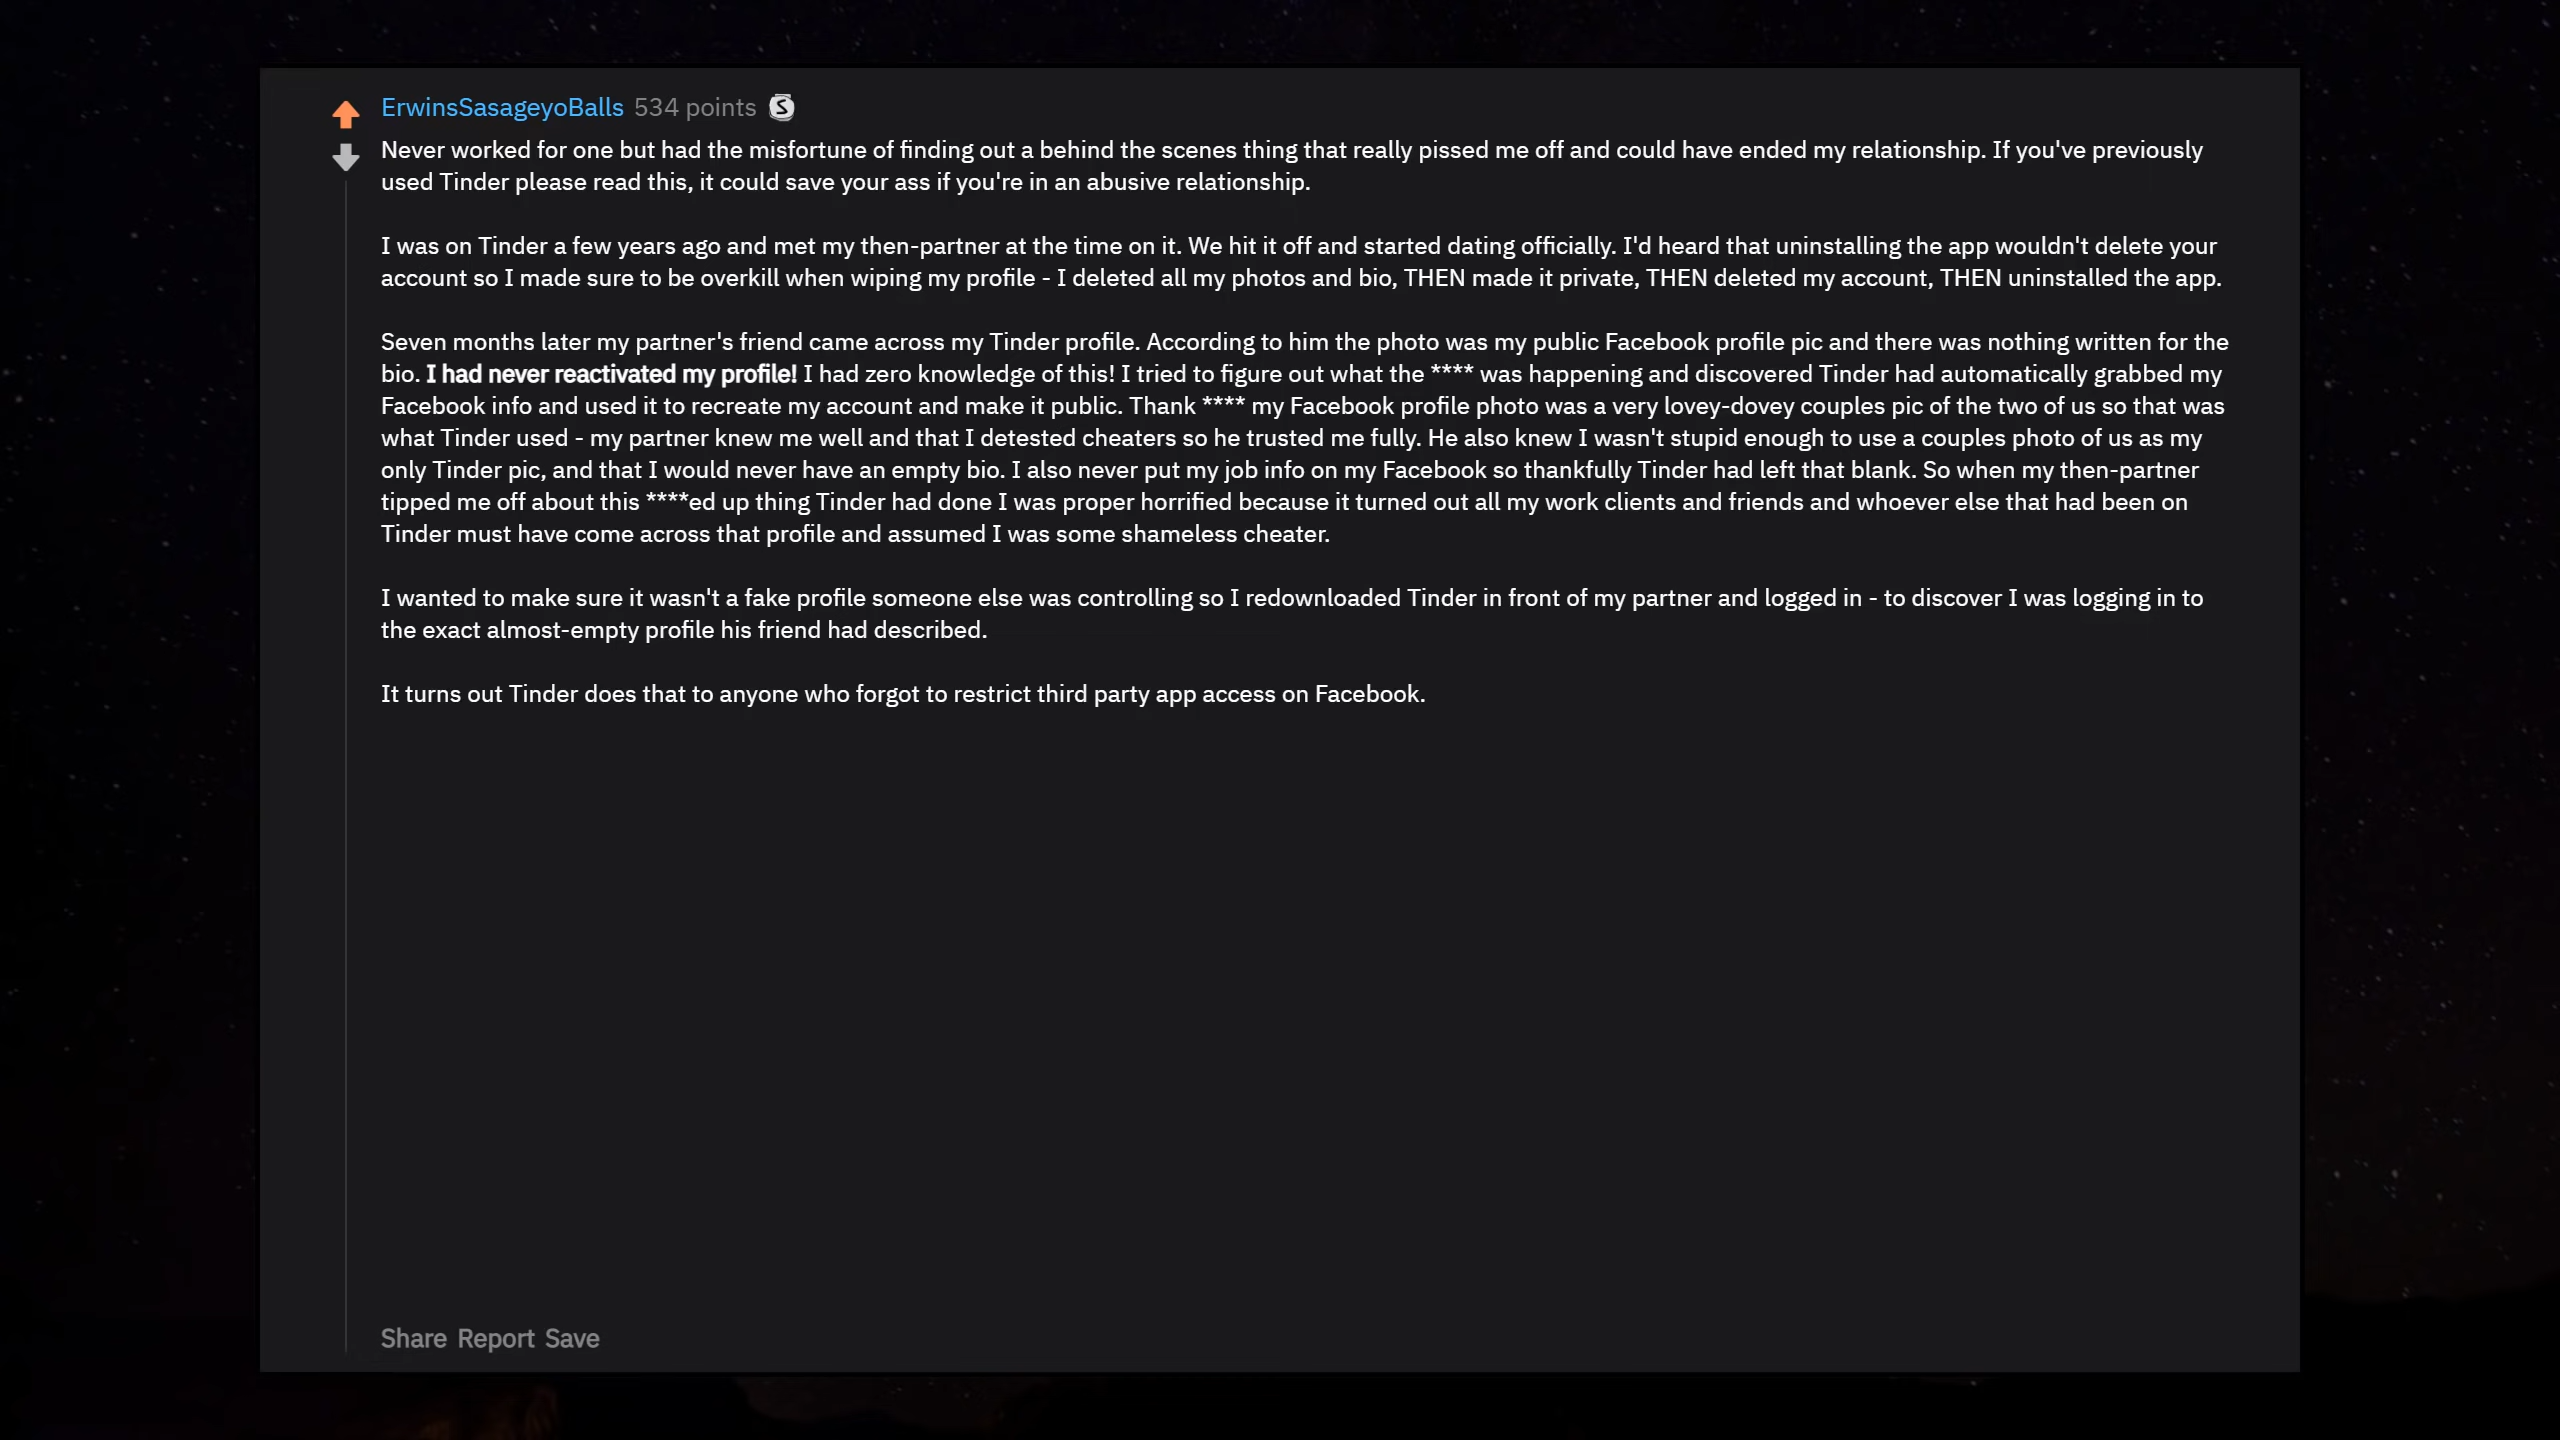 ErwinsSasageyoBalls 534 points S
Never worked for one but had the misfortune of finding out a behind the scenes thing that really pissed me off and could have ended my relationship. If you've previously
used Tinder please read this, it could save your ass if you're in an abusive relationship.
I was on Tinder a few years ago and met my then-partner at the time on it. We hit it off and started dating officially. I'd heard that uninstalling the app wouldn't delete your
account so I made sure to be overkill when wiping my profile - I deleted all my photos and bio, THEN made it private, THEN deleted my account, THEN uninstalled the app.
Seven months later my partner's friend came across my Tinder profile. According to him the photo was my public Facebook profile pic and there was nothing written for the
bio. I had never reactivated my profile! I had zero knowledge of this! I tried to figure out what the **** was happening and discovered Tinder had automatically grabbed my
Facebook info and used it to recreate my account and make it public. Thank **** my Facebook profile photo was a very lovey-dovey couples pic of the two of us so that was
what Tinder used - my partner knew me well and that I detested cheaters so he trusted me fully. He also knew I wasn't stupid enough to use a couples photo of us as my
only Tinder pic, and that I would never have an empty bio. I also never put my job info on my Facebook so thankfully Tinder had left that blank. So when my then-partner
tipped me off about this ****ed up thing Tinder had done I was proper horrified because it turned out all my work clients and friends and whoever else that had been on
Tinder must have come across that profile and assumed I was some shameless cheater.
I wanted to make sure it wasn't a fake profile someone else was controlling so I redownloaded Tinder in front of my partner and logged in - to discover I was logging in to
the exact almost-empty profile his friend had described.
It turns out Tinder does that to anyone who forgot to restrict third party app access on Facebook.
Share Report Save